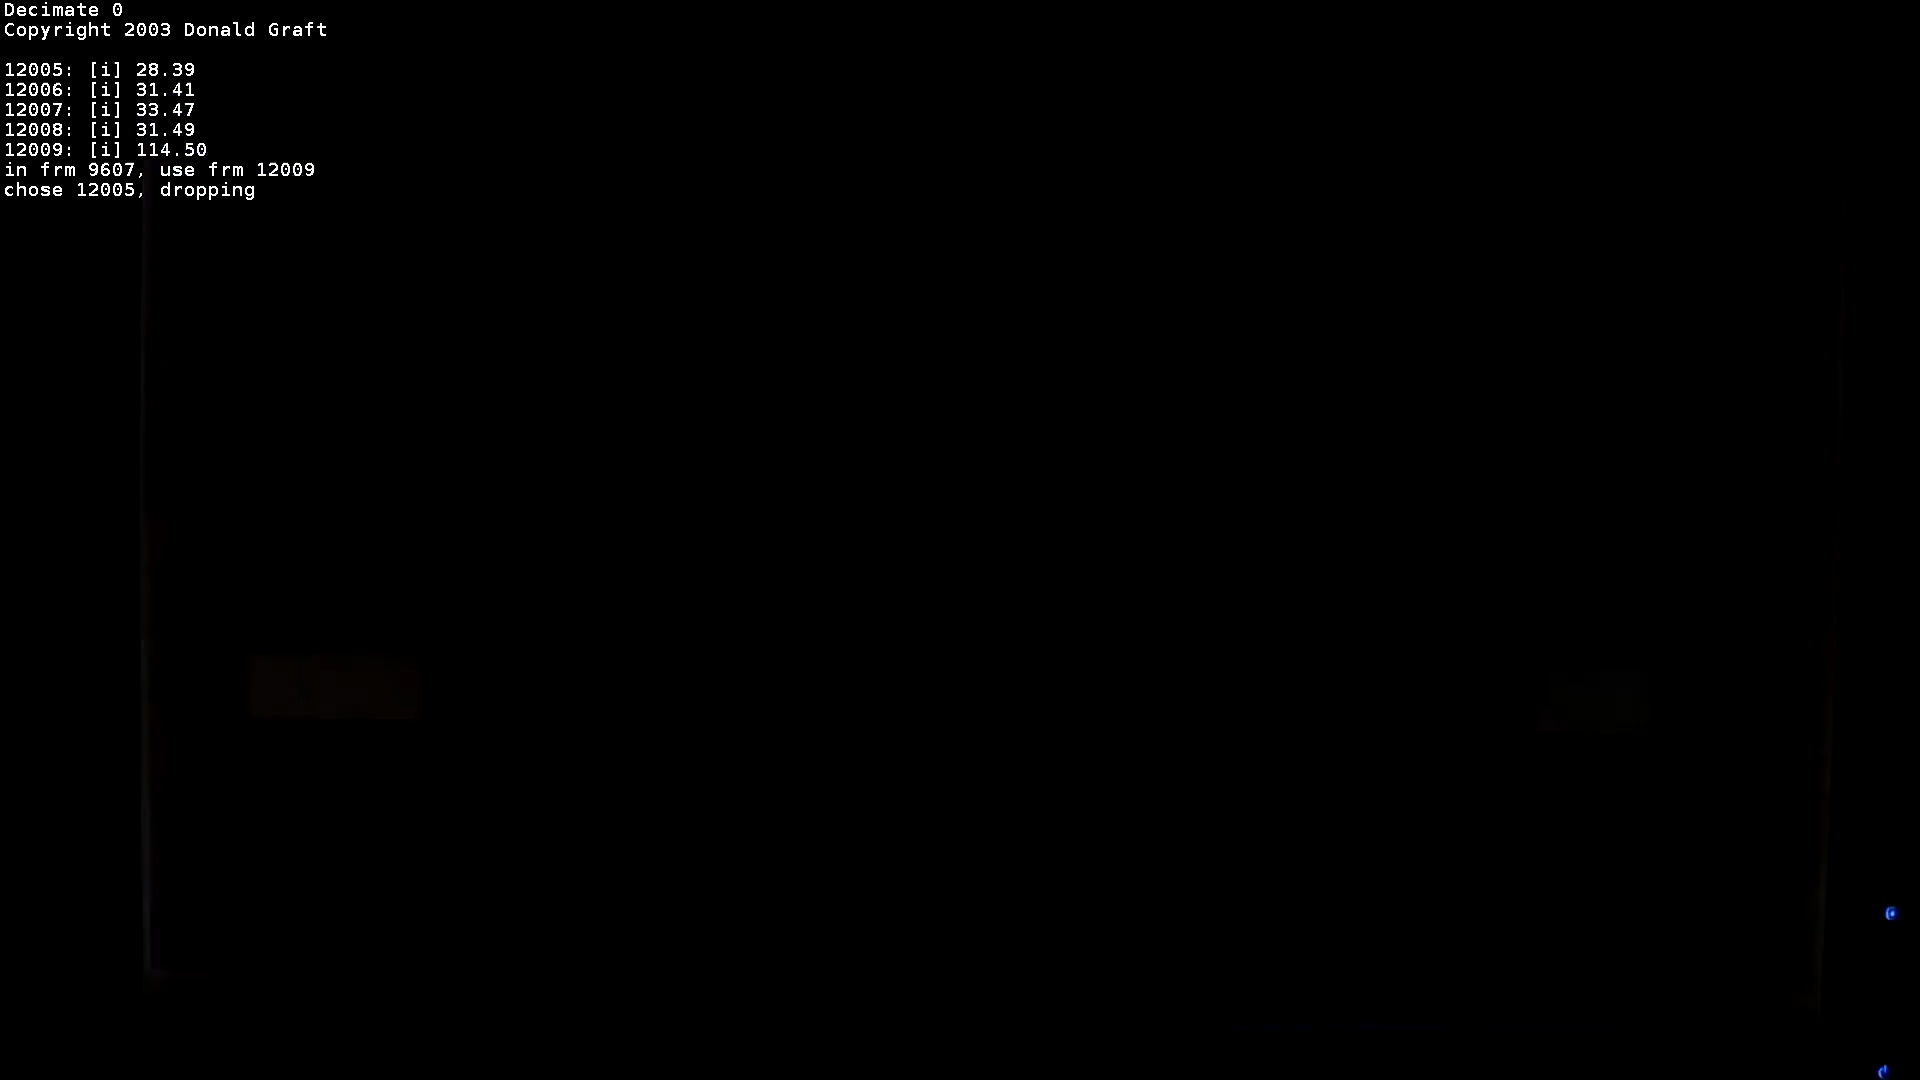 Decimate 0
Copyright 2003 Donald Graft
12005: [i] 28.39
12006: [i] 31.41
12007: [i] 33.47
12008: [i] 31.49
12009: [i] 114.50
in frm 9607, use frm 12009
chose 12005, dropping